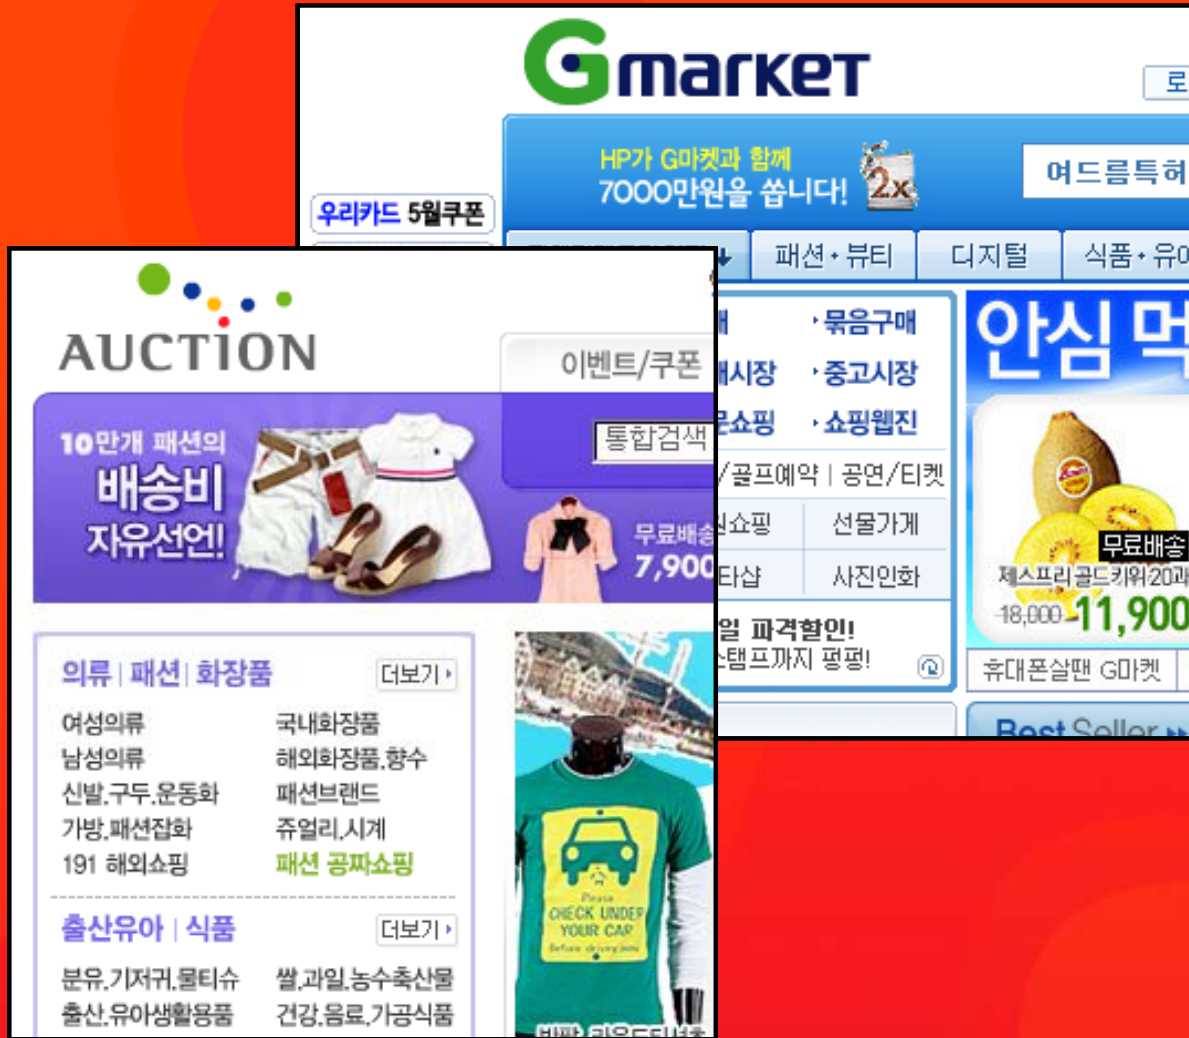 Gmarket
로
HP가 G마켓과 함께
7000만원을 쏩니다!
2x
여드름특허
우리카드 5월쿠폰
패션·뷰티
디지털
식품·유아
묶음구매
시장
중고시장
쇼핑
쇼핑웹진
/골프예약 | 공연/티켓
쇼핑
선물가게
타샵
사진인화
일 파격할인!
스탬프까지 펑펑!
안심 먹
무료배송
제스프리 골드키위 20과
18,000 11,900
휴대폰살땐 G마켓
Best Seller
AUCTION
이벤트/쿠폰
10만개 패션의
배송비
자유선언!
통합검색
무료배송
7,900
의류 | 패션 | 화장품
더보기
여성의류
국내화장품
남성의류
해외화장품,향수
신발,구두,운동화
패션브랜드
가방,패션잡화
쥬얼리,시계
191 해외쇼핑
패션 공짜쇼핑
출산유아 | 식품
더보기
분유,기저귀,물티슈
쌀,과일,농수축산물
출산,유아생활용품
건강,음료,가공식품
Please
CHECK UNDER
YOUR CAR
Before driving away